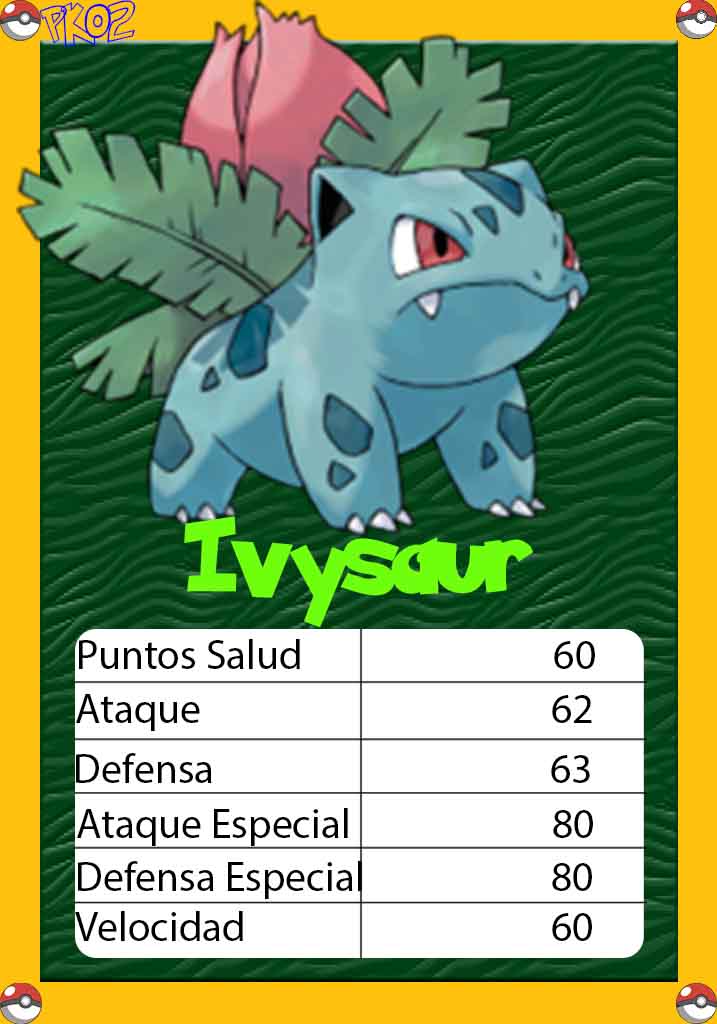 PK02
Ivysaur
Puntos Salud 60
Ataque 62
Defensa 63
Ataque Especial 80
Defensa Especial 80
Velocidad 60